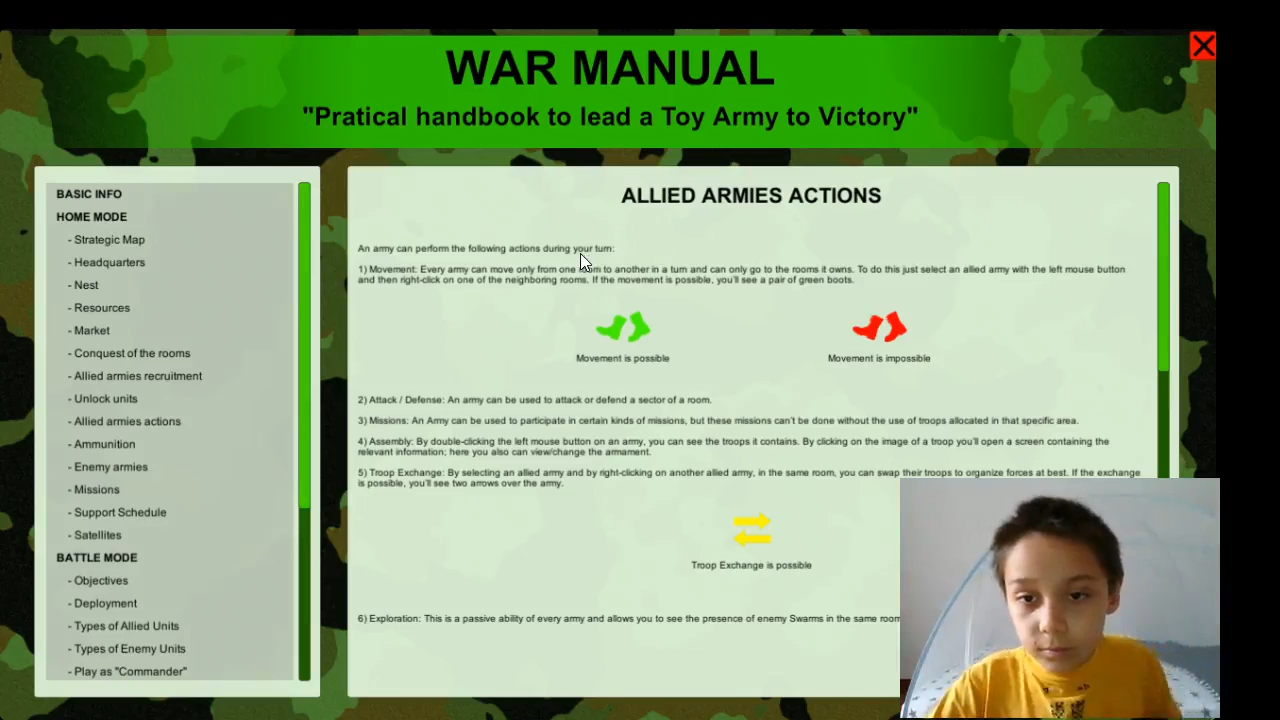 WAR MANUAL
"Pratical handbook to lead a Toy Army to Victory"
BASIC INFO
HOME MODE
- Strategic Map
- Headquarters
- Nest
- Resources
- Market
- Conquest of the rooms
- Allied armies recruitment
- Unlock units
- Allied armies actions
- Ammunition
- Enemy armies
- Missions
- Support Schedule
- Satellites
BATTLE MODE
- Objectives
- Deployment
- Types of Allied Units
- Types of Enemy Units
- Play as "Commander"
ALLIED ARMIES ACTIONS
An army can perform the following actions during your turn:
1) Movement: Every army can move only from one room to another in a turn and can only go to the rooms it owns. To do this just select an allied army with the left mouse button
and then right-click on one of the neighboring rooms. If the movement is possible, you'll see a pair of green boots.
Movement is possible
Movement is impossible
2) Attack / Defense: An army can be used to attack or defend a sector of a room.
3) Missions: An Army can be used to participate in certain kinds of missions, but these missions can't be done without the use of troops allocated in that specific area.
4) Assembly: By double-clicking the left mouse button on an army, you can see the troops it contains. By clicking on the image of a troop you'll open a screen containing the
relevant information; here you also can view/change the armament.
5) Troop Exchange: By selecting an allied army and by right-clicking on another allied army, in the same room, you can swap their troops to organize forces at best. If the exchange
is possible, you'll see two arrows over the army.
Troop Exchange is possible
6) Exploration: This is a passive ability of every army and allows you to see the presence of enemy Swarms in the same room